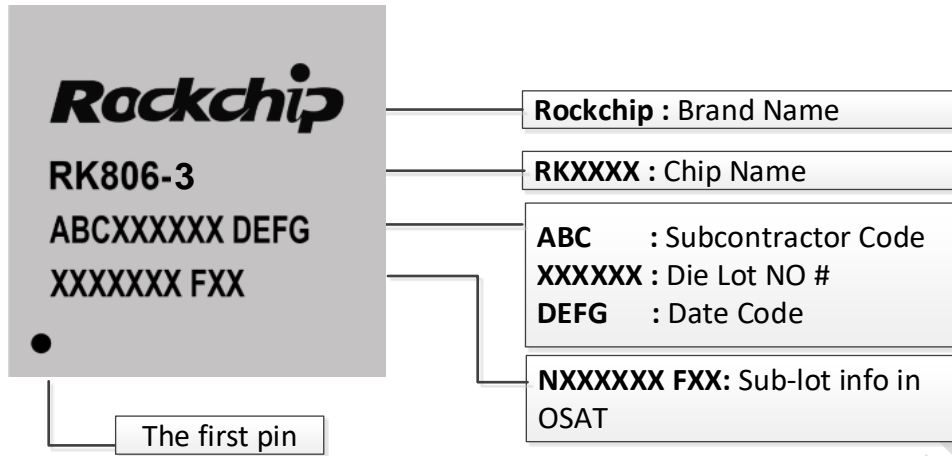 Rockchip
RK806-3
ABCXXXXXX DEFG
XXXXXXX FXX
The first pin
Rockchip : Brand Name
RKXXXX : Chip Name
ABC : Subcontractor Code
XXXXXX : Die Lot NO #
DEFG : Date Code
NXXXXXX FXX: Sub-lot info in
OSAT